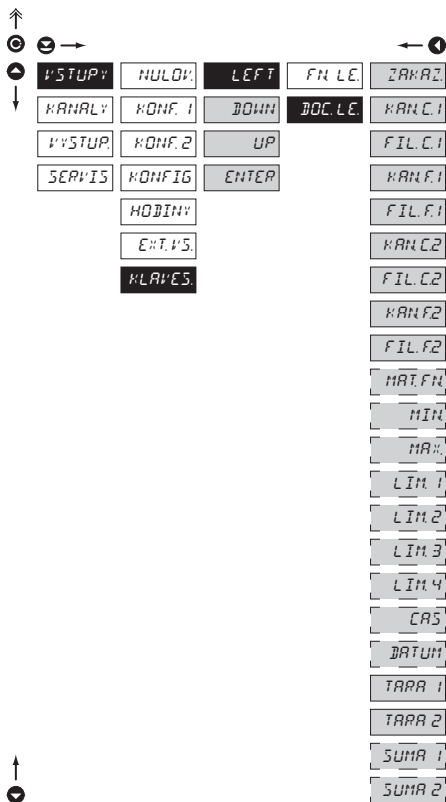 VSTUPY NULOV. LEFT FN. LE. ZAKAZ.
KANALY KONF. 1 DOWN DOC. LE. KAN.C.1
VYSTUP. KONF. 2 UP FIL. C.1
SERVIS KONFIG ENTER KAN.F.1
HODINY FIL. F.1
EXT. VS. KAN.C.2
KLAVES. FIL. C.2
KAN.F.2
FIL. F.2
MAT. FN.
MIN.
MAX.
LIM. 1
LIM. 2
LIM. 3
LIM. 4
CAS
DATUM
TARA 1
TARA 2
SUMA 1
SUMA 2